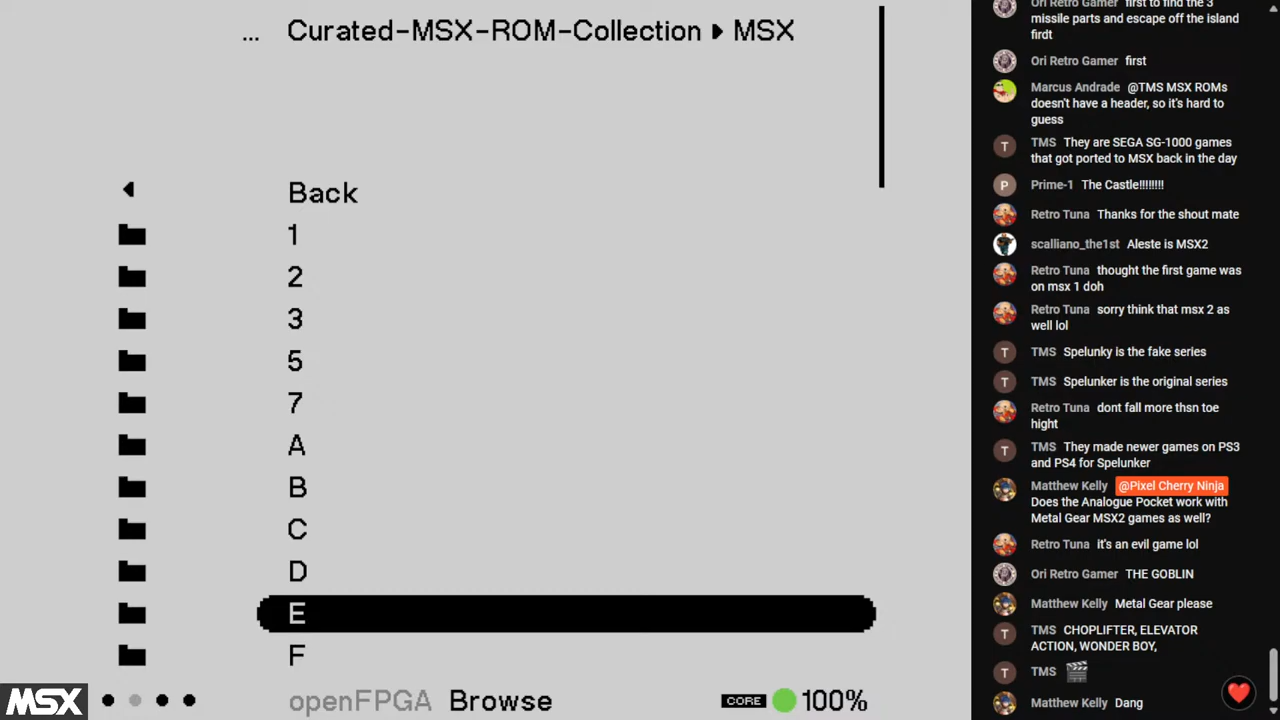 ... Curated-MSX-ROM-Collection ▸ MSX
Back
1
2
3
5
7
A
B
C
D
E
F
MSX
openFPGA Browse
CORE 100%
Ori Retro Gamer first to find the 3
missile parts and escape off the island
firdt
Ori Retro Gamer first
Marcus Andrade @TMS MSX ROMs
doesn't have a header, so it's hard to
guess
T TMS They are SEGA SG-1000 games
that got ported to MSX back in the day
P Prime-1 The Castle!!!!!!!!
Retro Tuna Thanks for the shout mate
scalliano_the1st Aleste is MSX2
Retro Tuna thought the first game was
on msx 1 doh
Retro Tuna sorry think that msx 2 as
well lol
T TMS Spelunky is the fake series
T TMS Spelunker is the original series
Retro Tuna dont fall more thsn toe
hight
T TMS They made newer games on PS3
and PS4 for Spelunker
Matthew Kelly @Pixel Cherry Ninja
Does the Analogue Pocket work with
Metal Gear MSX2 games as well?
Retro Tuna it's an evil game lol
Ori Retro Gamer THE GOBLIN
Matthew Kelly Metal Gear please
T TMS CHOPLIFTER, ELEVATOR
ACTION, WONDER BOY,
T TMS 🎬
Matthew Kelly Dang